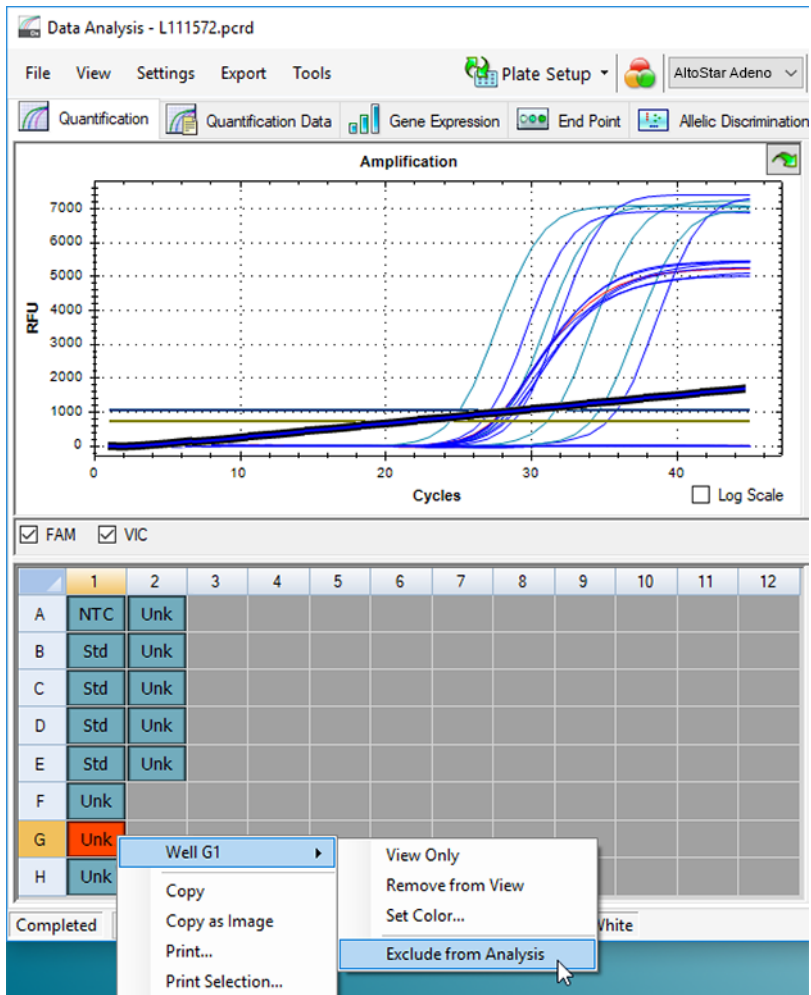 Data Analysis - L111572.pcrd
File View Settings Export Tools Plate Setup AltoStar Adeno
Quantification Quantification Data Gene Expression End Point Allelic Discrimination
Amplification
7000
6000
5000
4000
3000
2000
1000
0
RFU
0 10 20 30 40
Cycles
Log Scale
FAM VIC
1 2 3 4 5 6 7 8 9 10 11 12
A NTC Unk
B Std Unk
C Std Unk
D Std Unk
E Std Unk
F Unk
G Unk
H Unk
Well G1
Copy
Copy as Image
Print...
Print Selection...
View Only
Remove from View
Set Color...
Exclude from Analysis
Completed